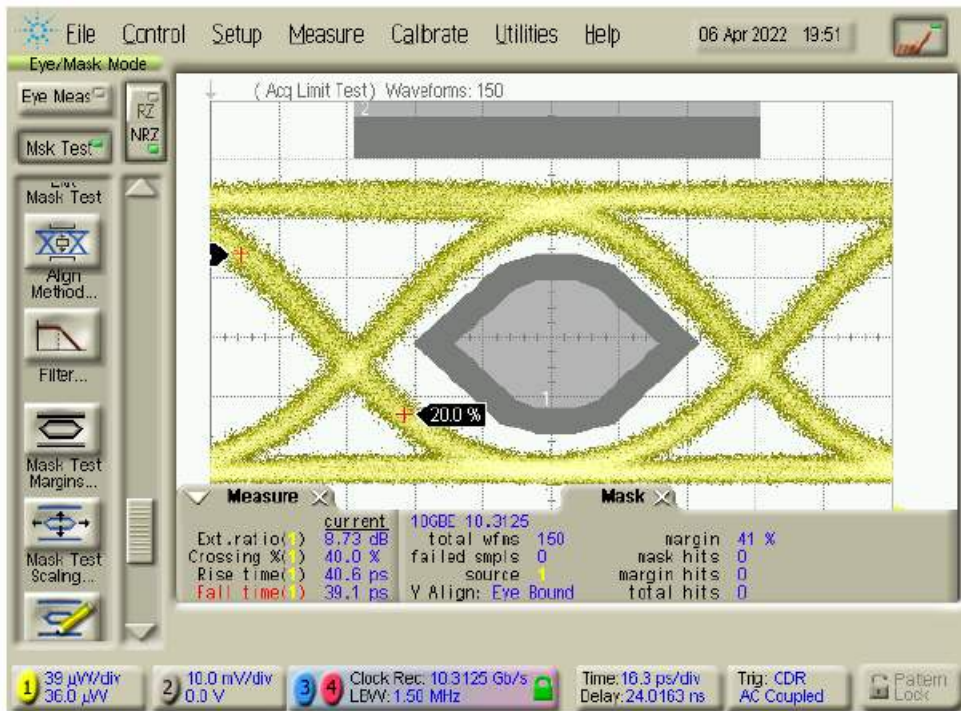 File Control Setup Measure Calibrate Utilities Help 06 Apr 2022 19:51
Eye/Mask Mode
Eye Meas
RZ
NRZ
Msk Test
( Acq Limit Test) Waveforms: 150
2
Mask Test
Align
Method...
Filter...
1
20.0 %
Mask Test
Margins...
Mask Test
Scaling...
Measure
Mask
current
Ext.ratio(1) 8.73 dB
Crossing %(1) 40.0 %
Rise time(1) 40.6 ps
Fall time(1) 39.1 ps
10GBE 10.3125
total wfms 150
failed smpls 0
source 1
Y Align: Eye Bound
margin 41 %
mask hits 0
margin hits 0
total hits 0
1 39 µW/div
36.0 µW
2 10.0 mV/div
0.0 V
3 4 Clock Rec: 10.3125 Gb/s
LBW: 1.50 MHz
Time:16.3 ps/div
Delay:24.0163 ns
Trig: CDR
AC Coupled
Pattern
Lock